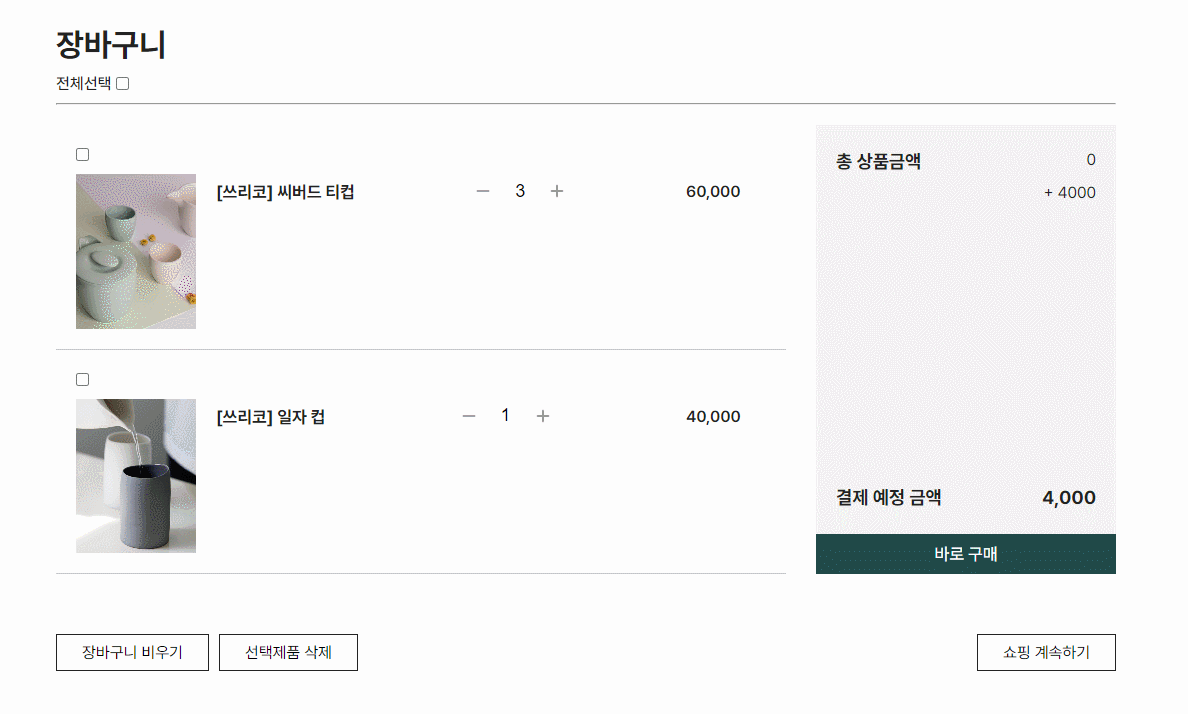 장바구니
전체선택
[쓰리코] 씨버드 티컵 — 3 + 60,000
[쓰리코] 일자 컵 — 1 + 40,000
총 상품금액 0
+ 4000
결제 예정 금액 4,000
바로 구매
장바구니 비우기 선택제품 삭제 쇼핑 계속하기